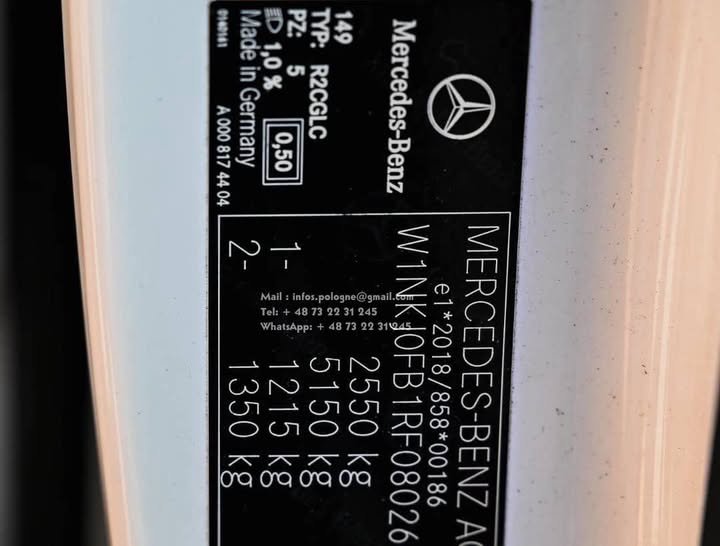 Mercedes-Benz
149
TYP: R2CGLC
PZ: 5
1,0 % 0,50
Made in Germany
A 000 817 44 04
MERCEDES-BENZ AG
e1*2018/858*00186
W1NKJ0FB1RF08026
2550 kg
5150 kg
1- 1215 kg
2- 1350 kg
Mail : infos.pologne@gmail.com
Tel: + 48 73 22 31 245
WhatsApp: + 48 73 22 31 245